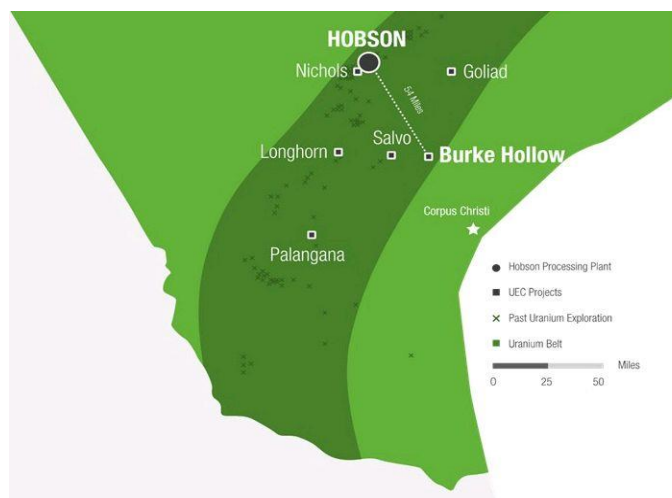 HOBSON
Nichols
Goliad
54 Miles
Longhorn
Salvo
Burke Hollow
Corpus Christi
Palangana
Hobson Processing Plant
UEC Projects
Past Uranium Exploration
Uranium Belt
Miles
0 25 50